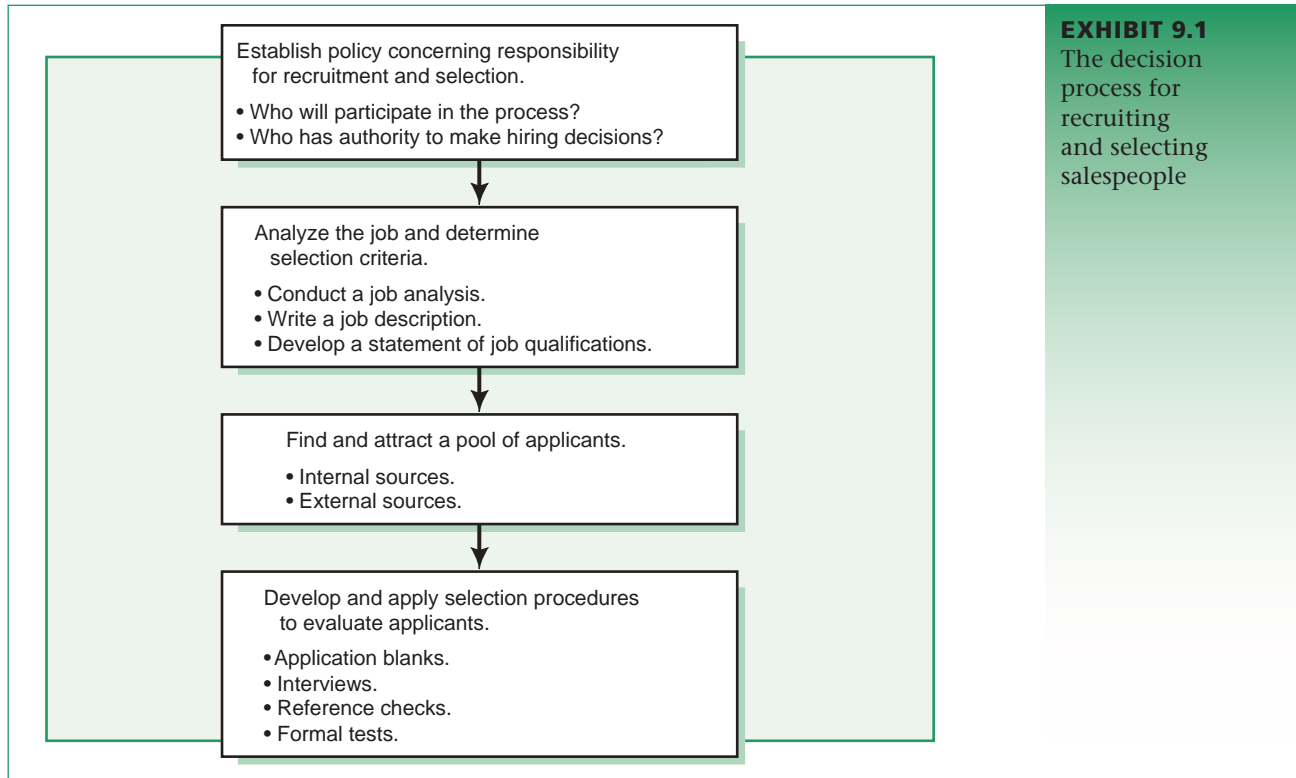 Establish policy concerning responsibility
for recruitment and selection.
• Who will participate in the process?
• Who has authority to make hiring decisions?
Analyze the job and determine
selection criteria.
• Conduct a job analysis.
• Write a job description.
• Develop a statement of job qualifications.
Find and attract a pool of applicants.
• Internal sources.
• External sources.
Develop and apply selection procedures
to evaluate applicants.
• Application blanks.
• Interviews.
• Reference checks.
• Formal tests.
EXHIBIT 9.1
The decision
process for
recruiting
and selecting
salespeople